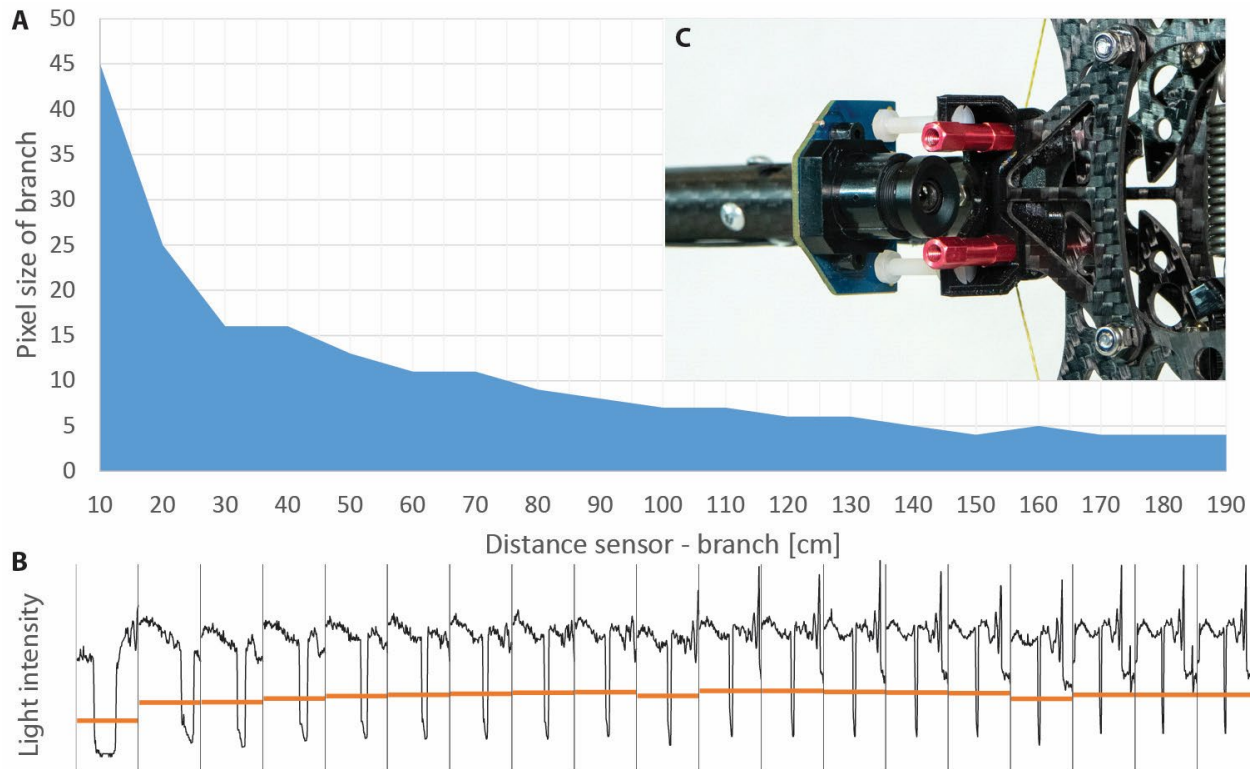 A
C
50
45
40
35
30
25
20
15
10
5
0
Pixel size of branch
10 20 30 40 50 60 70 80 90 100 110 120 130 140 150 160 170 180 190
Distance sensor - branch [cm]
B
Light intensity